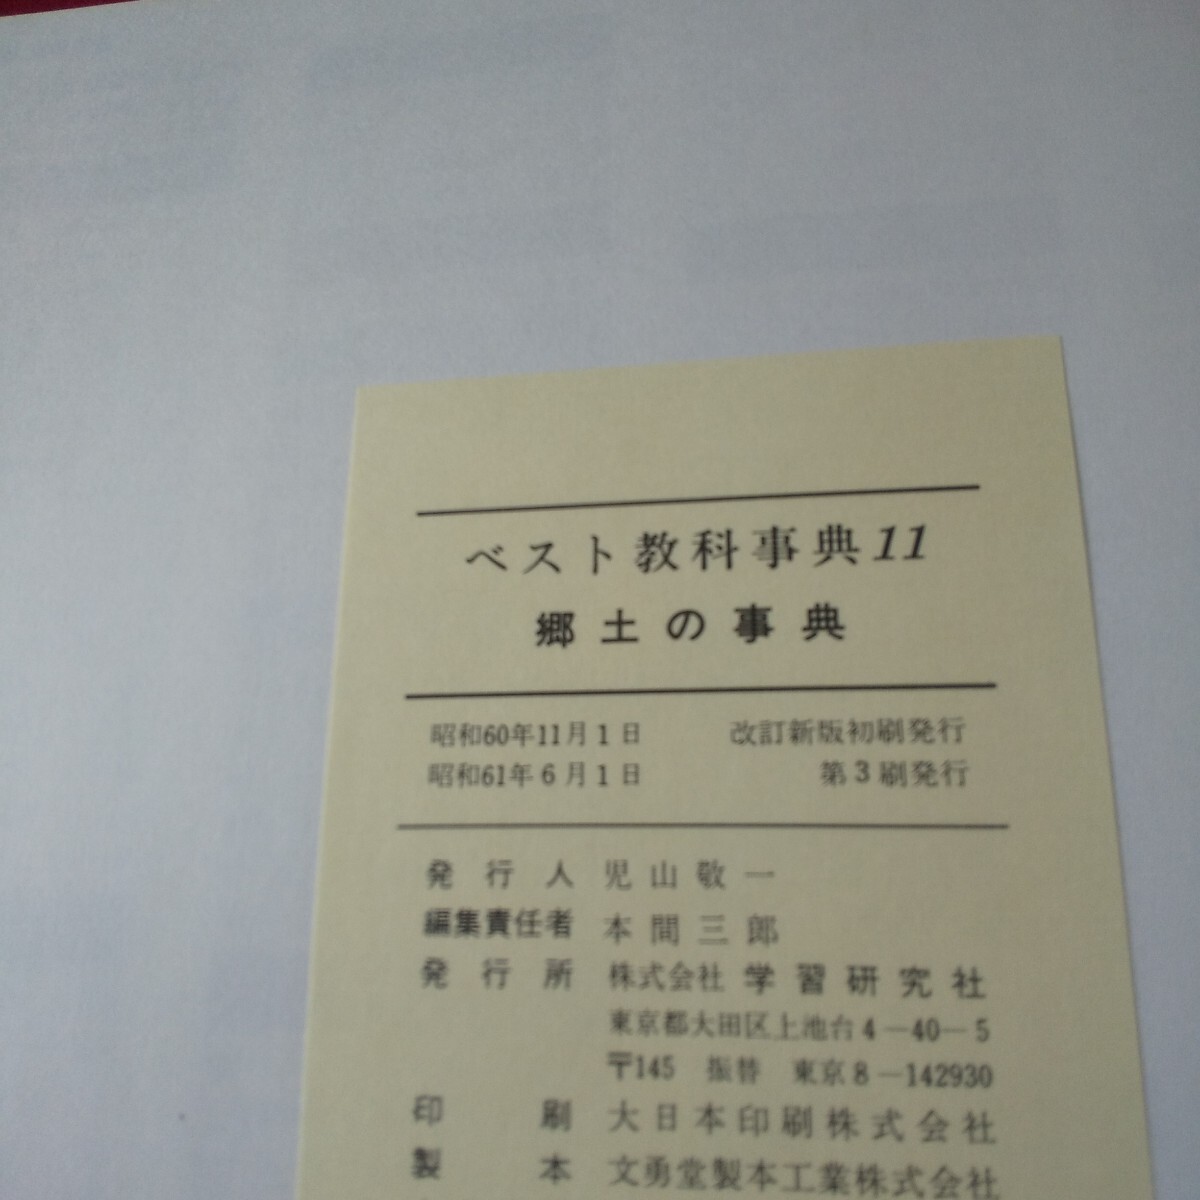 ベスト教科事典11
郷土の事典
昭和60年11月1日 改訂新版初刷発行
昭和61年6月1日 第3刷発行
発行人 児山敬一
編集責任者 本間三郎
発行所 株式会社 学習研究社
東京都大田区上池台4-40-5
〒145 振替 東京8-142930
印刷 大日本印刷株式会社
製本 文勇堂製本工業株式会社